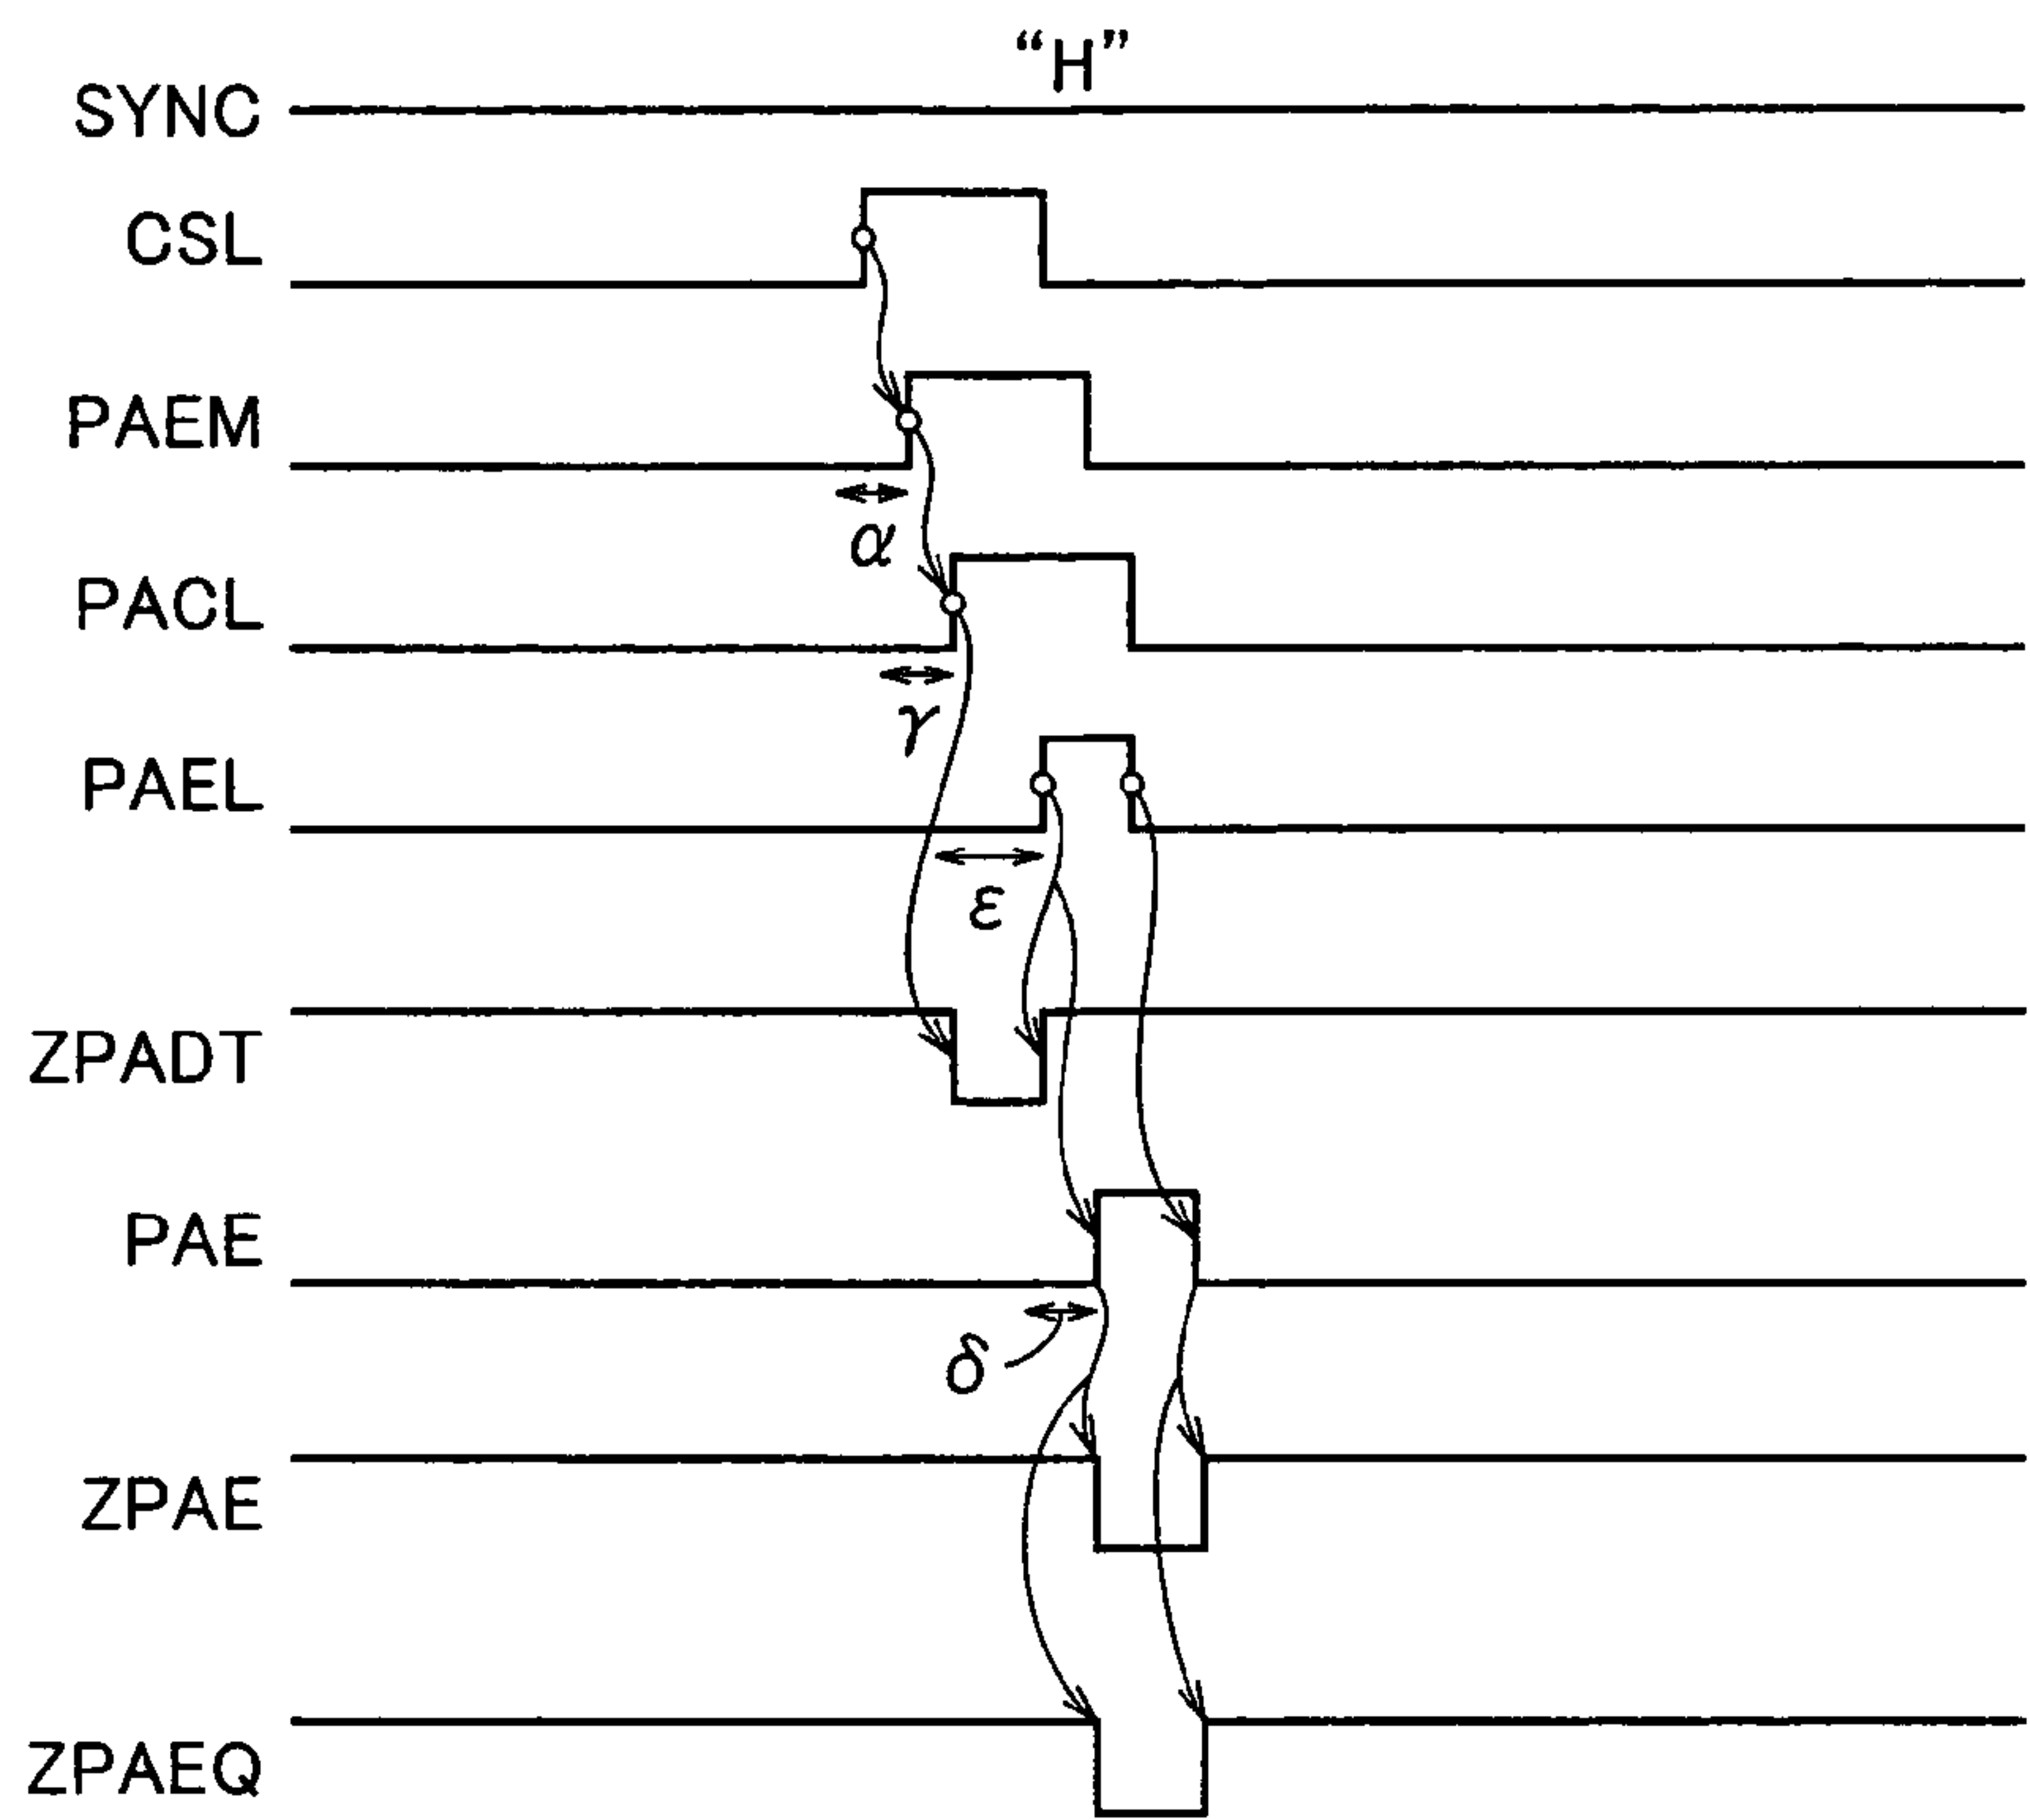 “H”
SYNC
CSL
PAEM
α
PACL
γ
PAEL
ε
ZPADT
PAE
δ
ZPAE
ZPAEQ